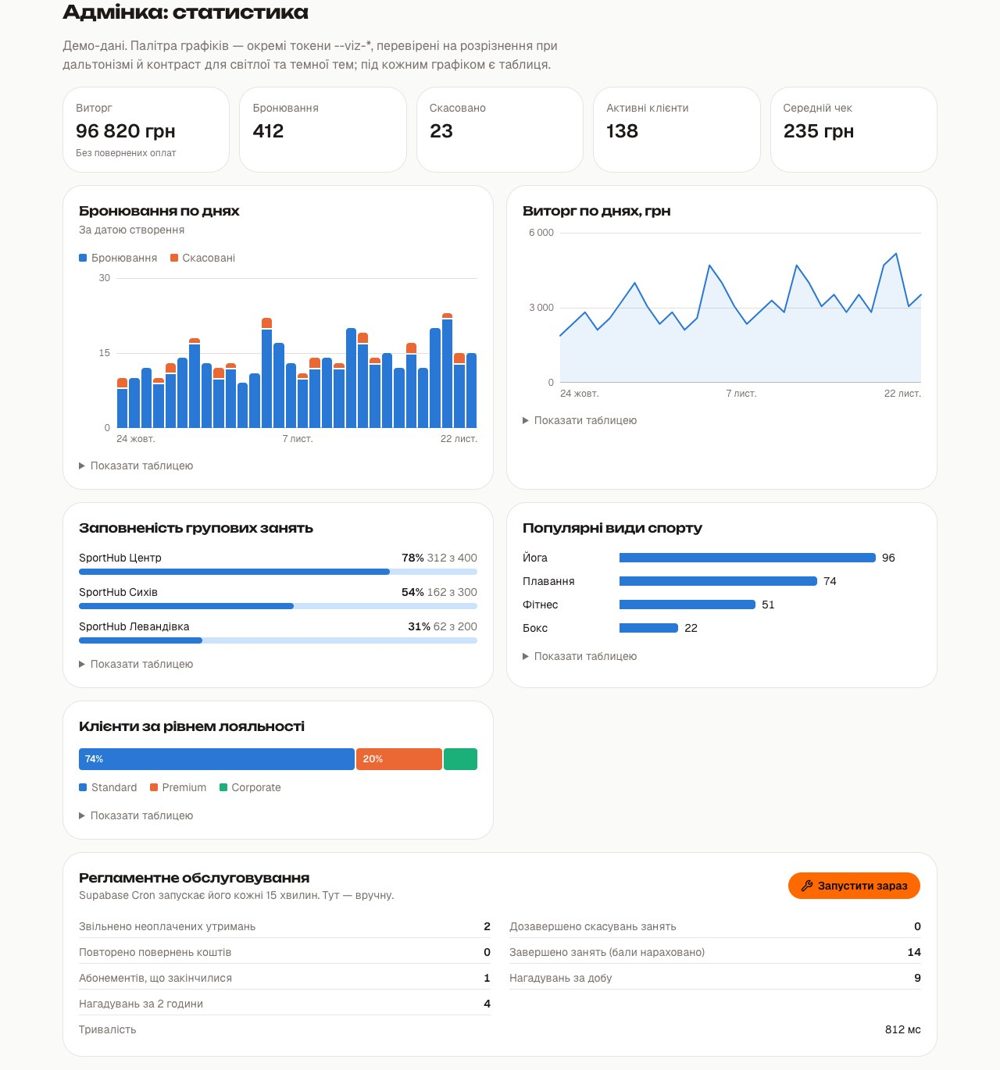 Адмінка: статистика
Демо-дані. Палітра графіків — окремі токени --viz-*, перевірені на розрізнення при
дальтонізмі й контраст для світлої та темної тем; під кожним графіком є таблиця.
Виторг
96 820 грн
Без повернених оплат
Бронювання
412
Скасовано
23
Активні клієнти
138
Середній чек
235 грн
Бронювання по днях
За датою створення
Бронювання Скасовані
30
15
0
24 жовт. 7 лист. 22 лист.
▶ Показати таблицею
Виторг по днях, грн
6 000
3 000
0
24 жовт. 7 лист. 22 лист.
▶ Показати таблицею
Заповненість групових занять
SportHub Центр 78% 312 з 400
SportHub Сихів 54% 162 з 300
SportHub Левандівка 31% 62 з 200
▶ Показати таблицею
Популярні види спорту
Йога 96
Плавання 74
Фітнес 51
Бокс 22
▶ Показати таблицею
Клієнти за рівнем лояльності
74% 20%
Standard Premium Corporate
▶ Показати таблицею
Регламентне обслуговування
Supabase Cron запускає його кожні 15 хвилин. Тут — вручну.
Запустити зараз
Звільнено неоплачених утримань 2
Дозавершено скасувань занять 0
Повторено повернень коштів 0
Завершено занять (бали нараховано) 14
Абонементів, що закінчилися 1
Нагадувань за добу 9
Нагадувань за 2 години 4
Тривалість 812 мс